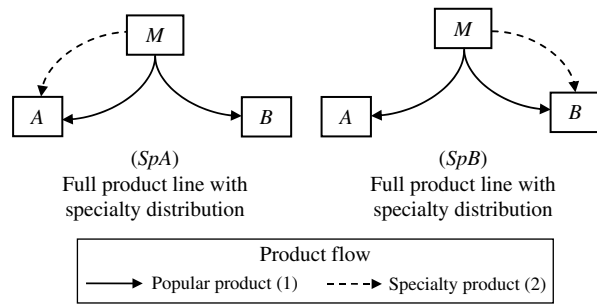 M
A
B
(SpA)
Full product line with
specialty distribution
M
A
B
(SpB)
Full product line with
specialty distribution
Product flow
Popular product (1)
Specialty product (2)